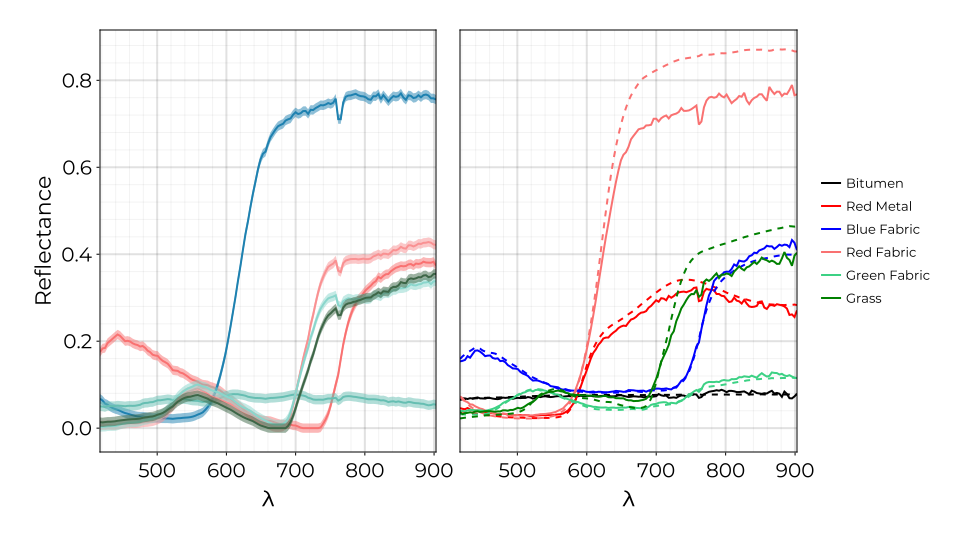 Reflectance
0.8
0.6
0.4
0.2
0.0
500 600 700 800 900
λ
500 600 700 800 900
λ
Bitumen
Red Metal
Blue Fabric
Red Fabric
Green Fabric
Grass